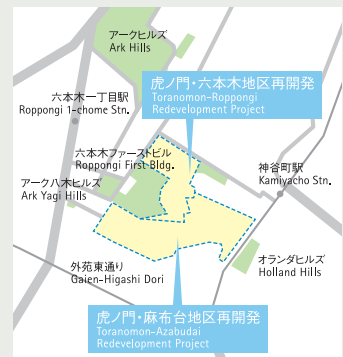 アークヒルズ
Ark Hills
虎ノ門・六本木地区再開発
Toranomon-Roppongi
Redevelopment Project
六本木一丁目駅
Roppongi 1-chome Stn.
六本木ファーストビル
Roppongi First Bldg.
神谷町駅
Kamiyacho Stn.
アーク八木ヒルズ
Ark Yagi Hills
オランダヒルズ
Holland Hills
外苑東通り
Gaien-Higashi Dori
虎ノ門・麻布台地区再開発
Toranomon-Azabudai
Redevelopment Project